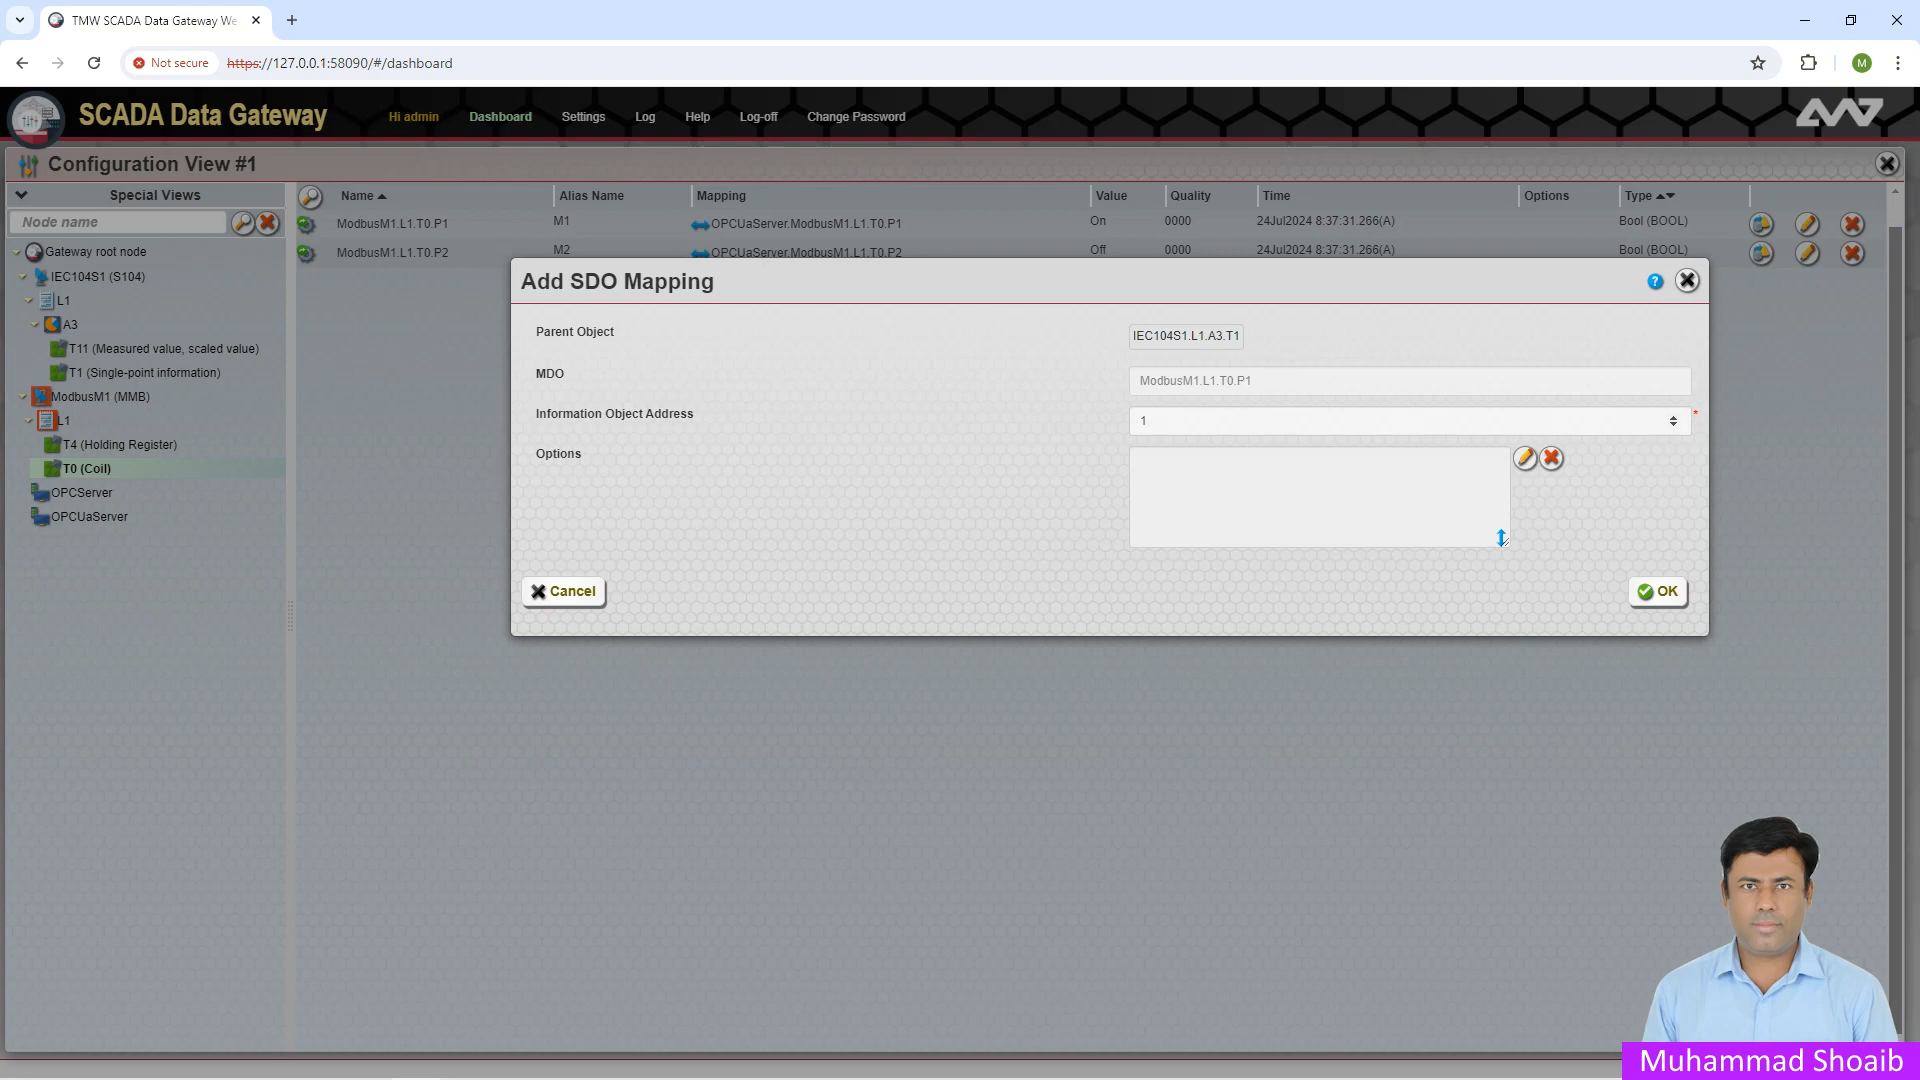 TMW SCADA Data Gateway We
Not secure
https://127.0.0.1:58090/#/dashboard
M
SCADA Data Gateway
Hi admin
Dashboard
Settings
Log
Help
Log-off
Change Password
Configuration View #1
Special Views
Name
Alias Name
Mapping
Value
Quality
Time
Options
Type
Node name
ModbusM1.L1.T0.P1
M1
OPCUaServer.ModbusM1.L1.T0.P1
On
0000
24Jul2024 8:37:31.266(A)
Bool (BOOL)
ModbusM1.L1.T0.P2
M2
OPCUaServer.ModbusM1.L1.T0.P2
Off
0000
24Jul2024 8:37:31.266(A)
Bool (BOOL)
Gateway root node
IEC104S1 (S104)
L1
A3
T11 (Measured value, scaled value)
T1 (Single-point information)
ModbusM1 (MMB)
L1
T4 (Holding Register)
T0 (Coil)
OPCServer
OPCUaServer
Add SDO Mapping
?
Parent Object
IEC104S1.L1.A3.T1
MDO
ModbusM1.L1.T0.P1
Information Object Address
1
*
Options
Cancel
OK
Muhammad Shoaib